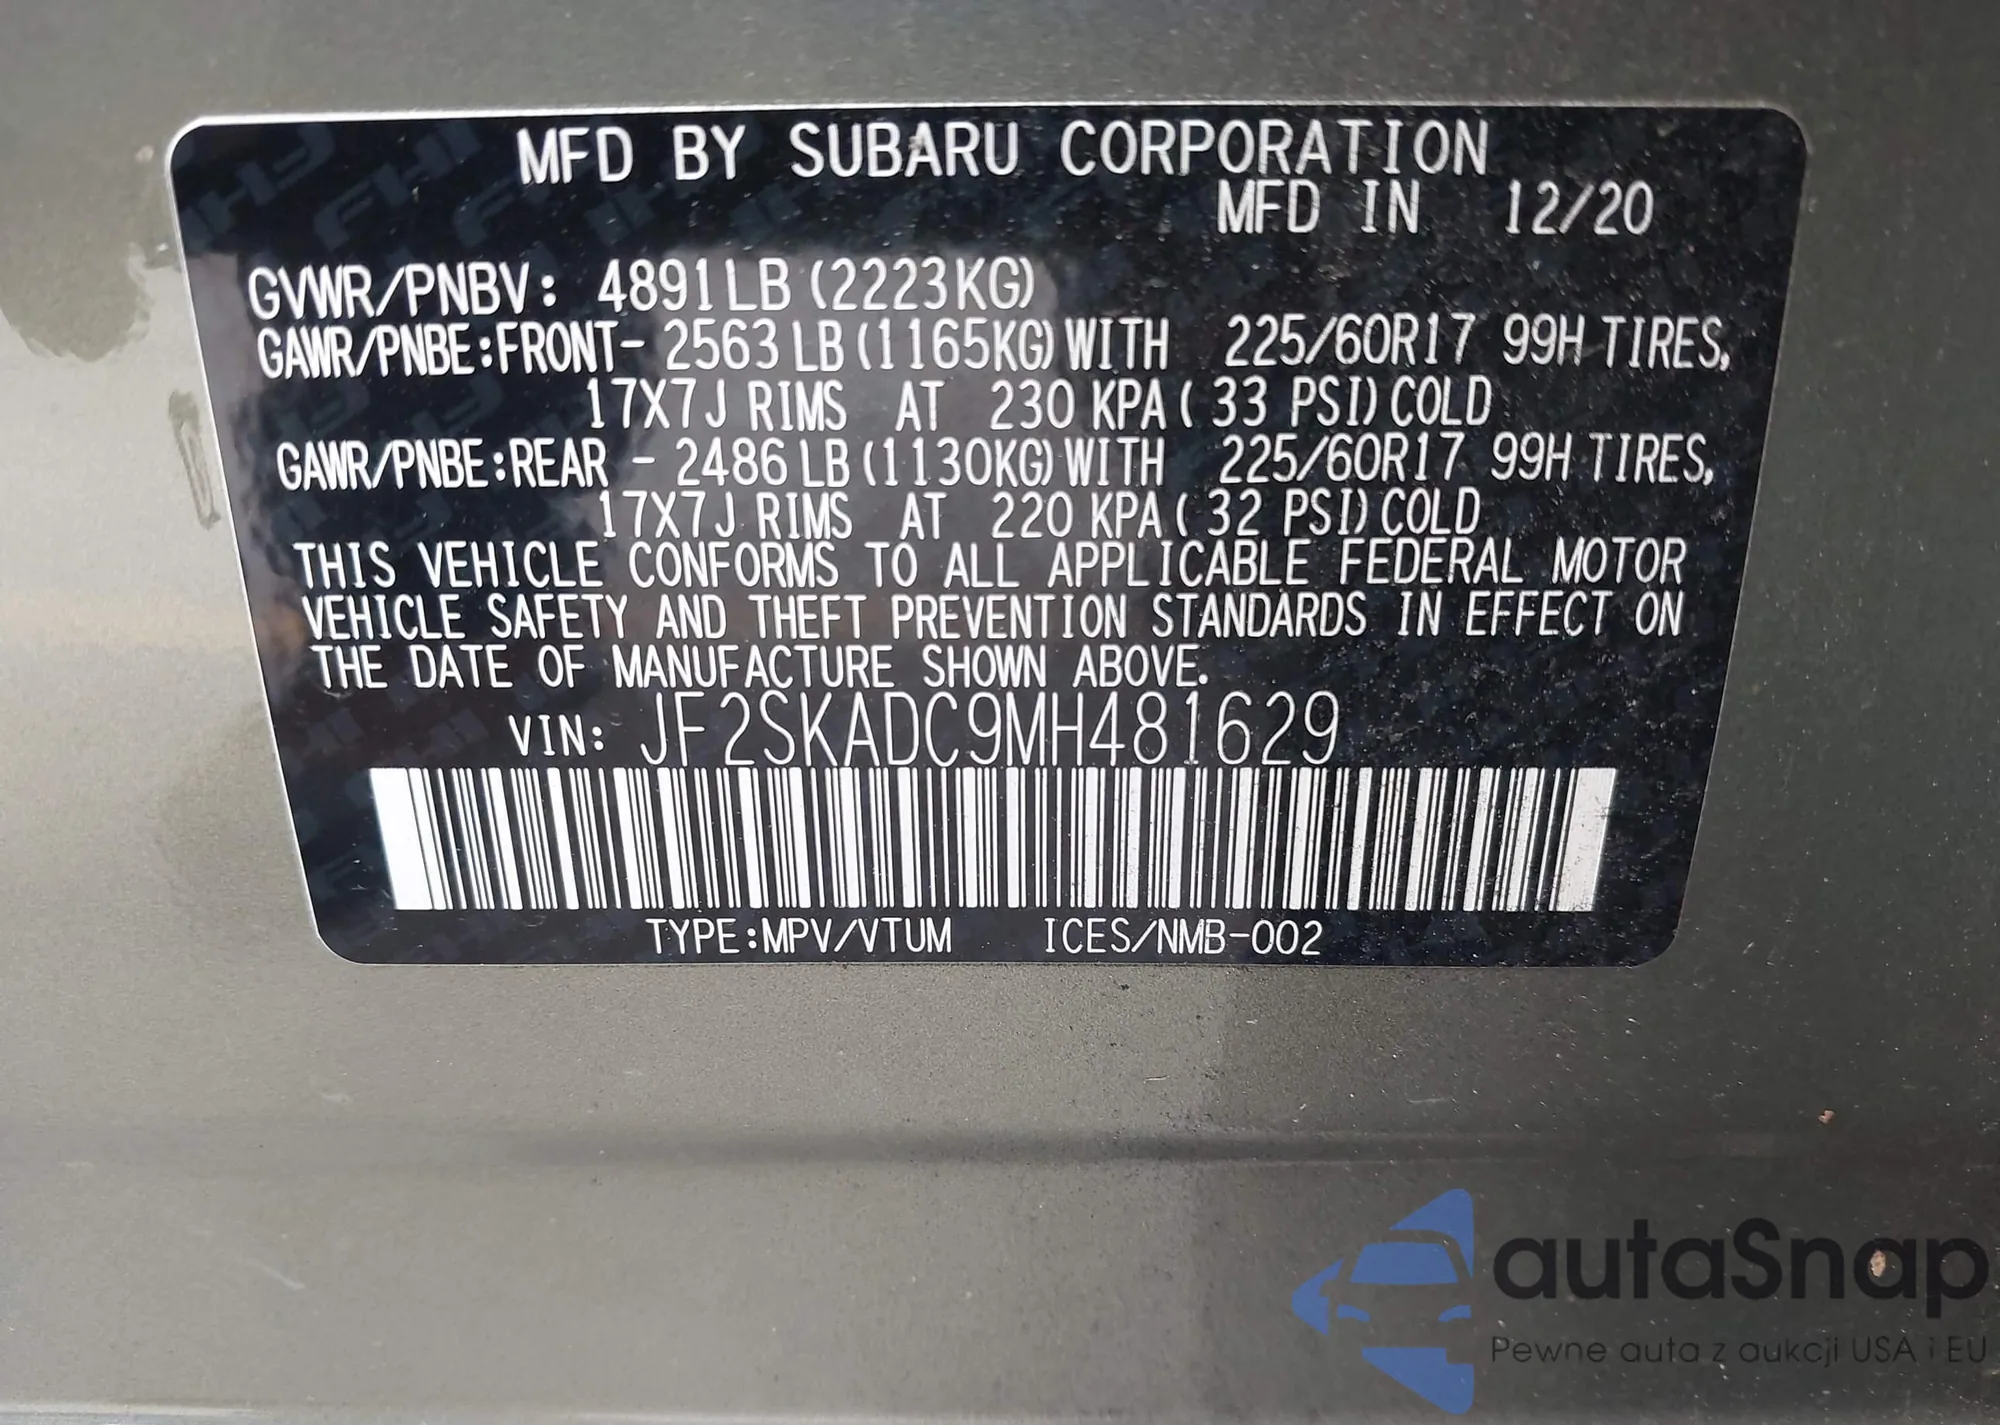 MFD BY SUBARU CORPORATION
MFD IN 12/20
GVWR/PNBV: 4891LB (2223KG)
GAWR/PNBE:FRONT- 2563 LB (1165KG) WITH 225/60R17 99H TIRES,
17X7J RIMS AT 230 KPA ( 33 PSI) COLD
GAWR/PNBE:REAR - 2486 LB (1130KG) WITH 225/60R17 99H TIRES,
17X7J RIMS AT 220 KPA ( 32 PSI) COLD
THIS VEHICLE CONFORMS TO ALL APPLICABLE FEDERAL MOTOR
VEHICLE SAFETY AND THEFT PREVENTION STANDARDS IN EFFECT ON
THE DATE OF MANUFACTURE SHOWN ABOVE.
VIN: JF2SKADC9MH481629
TYPE:MPV/VTUM ICES/NMB-002
autaSnap
Pewne auta z aukcji USA i EU